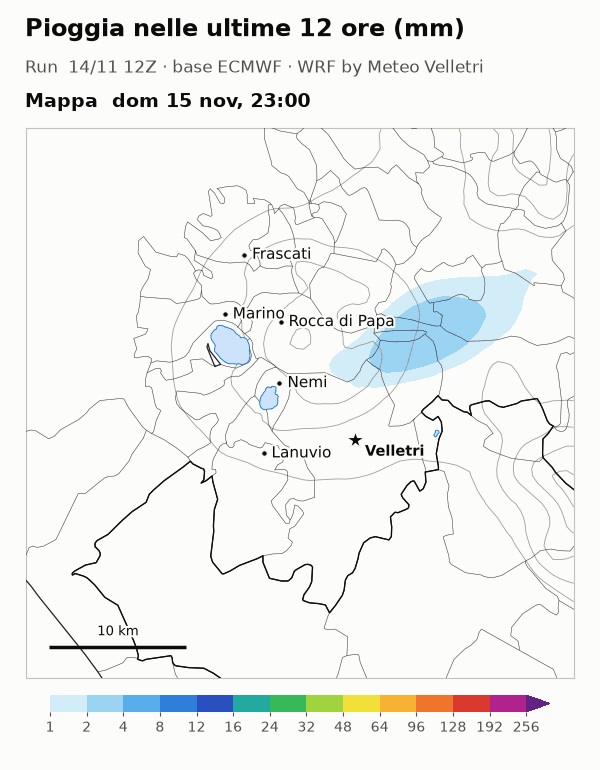 Pioggia nelle ultime 12 ore (mm)
Run  14/11 12Z · base ECMWF · WRF by Meteo Velletri
Mappa  dom 15 nov, 23:00
Frascati
Marino
Rocca di Papa
Nemi
Velletri
Lanuvio
10 km
1 2 4 8 12 16 24 32 48 64 96 128 192 256